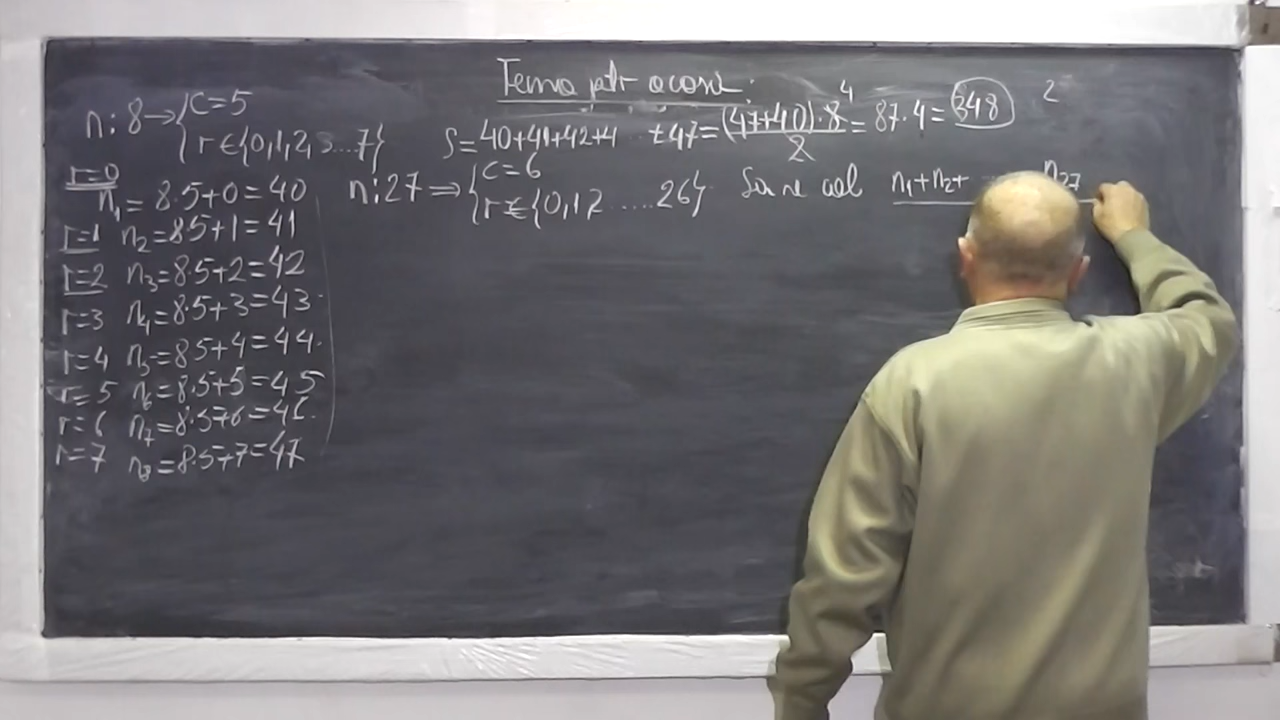 Tema ptr acasă:
n:8→{C=5
r∈{0,1,2,3...7}
S=40+41+42+4 +47=(47+40)·8/2=87·4=348
4
2
r=0
n₁=8·5+0=40
r=1 n₂=8·5+1=41
r=2 n₃=8·5+2=42
r=3 n₄=8·5+3=43
r=4 n₅=8·5+4=44
r=5 n₆=8·5+5=45
r=6 n₇=8·5+6=46
r=7 n₈=8·5+7=47
n:27⇒{C=6
r∈{0,1,2.....26}
n₁+n₂+ n₂₇